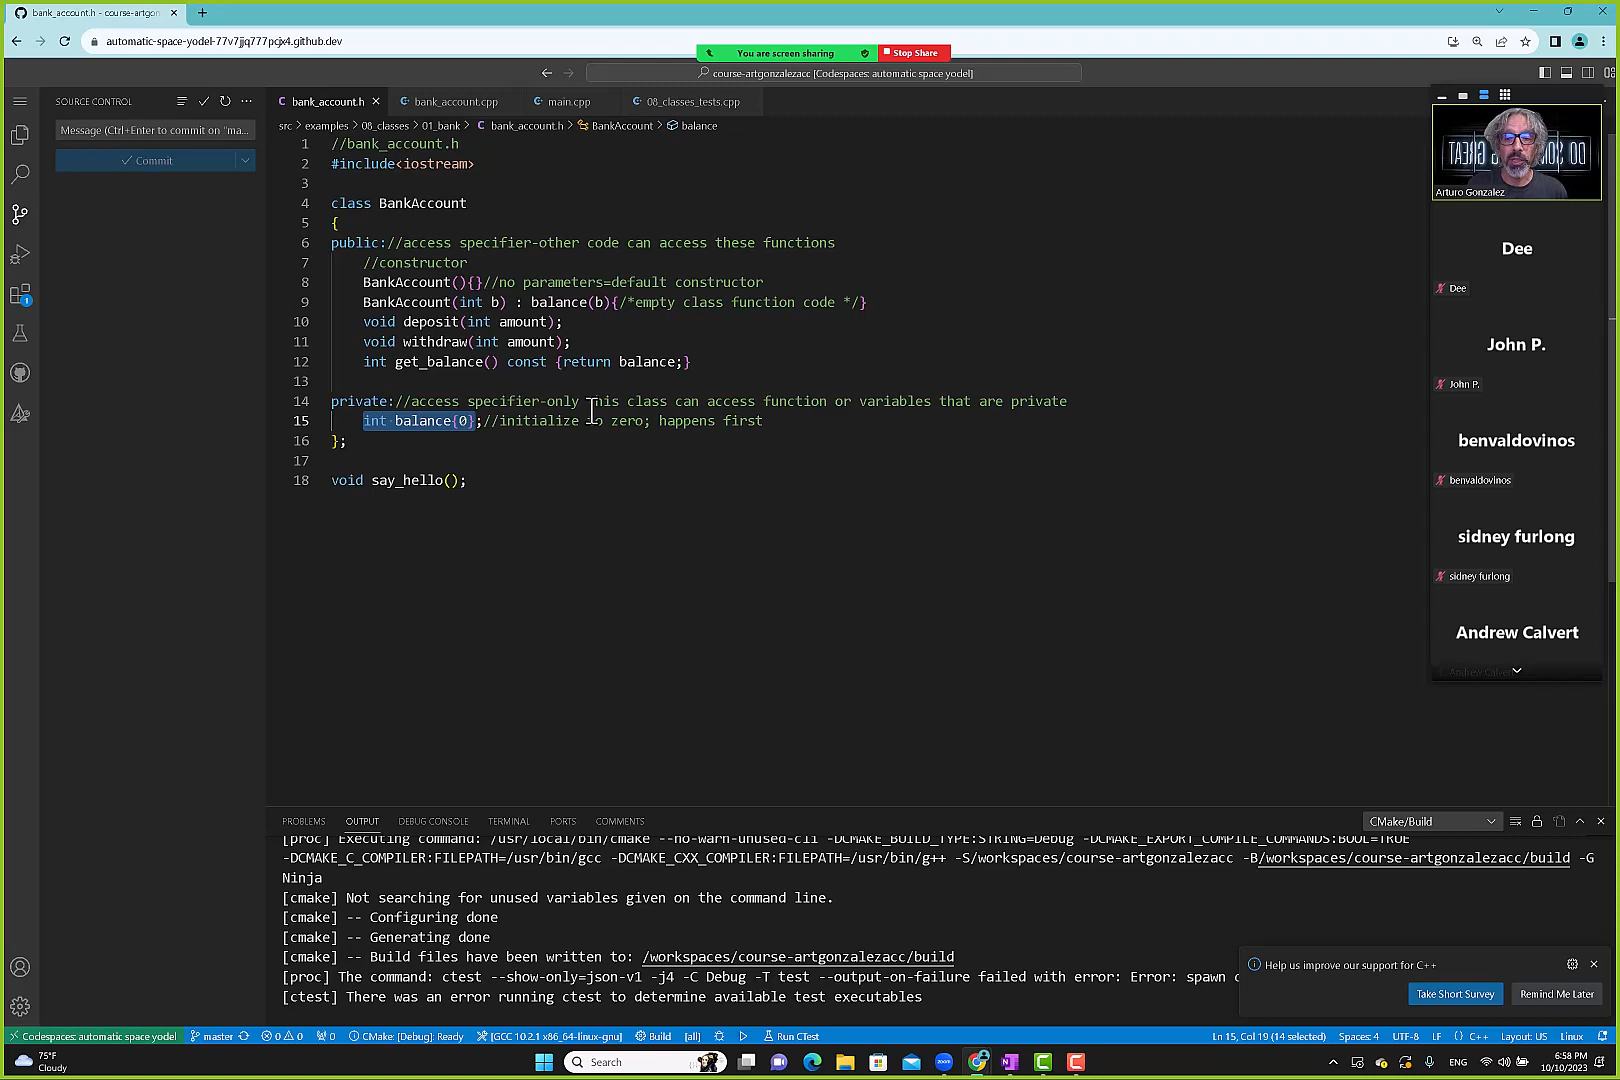 bank_account.h - course-artgon
automatic-space-yodel-77v7jjq777pcjx4.github.dev
You are screen sharing
Stop Share
course-artgonzalezacc [Codespaces: automatic space yodel]
SOURCE CONTROL
Message (Ctrl+Enter to commit on "ma...
Commit
1
bank_account.h
bank_account.cpp
main.cpp
08_classes_tests.cpp
src > examples > 08_classes > 01_bank > bank_account.h > BankAccount > balance
1 //bank_account.h
2 #include<iostream>
3
4 class BankAccount
5 {
6 public://access specifier-other code can access these functions
7 //constructor
8 BankAccount(){}//no parameters=default constructor
9 BankAccount(int b) : balance(b){/*empty class function code */}
10 void deposit(int amount);
11 void withdraw(int amount);
12 int get_balance() const {return balance;}
13
14 private://access specifier-only this class can access function or variables that are private
15 int balance{0};//initialize to zero; happens first
16 };
17
18 void say_hello();
DO SOM GREAT
Arturo Gonzalez
Dee
Dee
John P.
John P.
benvaldovinos
benvaldovinos
sidney furlong
sidney furlong
Andrew Calvert
Andrew Calvert
PROBLEMS OUTPUT DEBUG CONSOLE TERMINAL PORTS COMMENTS
CMake/Build
[proc] Executing command: /usr/local/bin/cmake --no-warn-unused-cli -DCMAKE_BUILD_TYPE:STRING=Debug -DCMAKE_EXPORT_COMPILE_COMMANDS:BOOL=TRUE
-DCMAKE_C_COMPILER:FILEPATH=/usr/bin/gcc -DCMAKE_CXX_COMPILER:FILEPATH=/usr/bin/g++ -S/workspaces/course-artgonzalezacc -B/workspaces/course-artgonzalezacc/build -G
Ninja
[cmake] Not searching for unused variables given on the command line.
[cmake] -- Configuring done
[cmake] -- Generating done
[cmake] -- Build files have been written to: /workspaces/course-artgonzalezacc/build
[proc] The command: ctest --show-only=json-v1 -j4 -C Debug -T test --output-on-failure failed with error: Error: spawn c
[ctest] There was an error running ctest to determine available test executables
Help us improve our support for C++
Take Short Survey
Remind Me Later
Codespaces: automatic space yodel
master
0 0
0
CMake: [Debug]: Ready
[GCC 10.2.1 x86_64-linux-gnu]
Build
[all]
Run CTest
Ln 15, Col 19 (14 selected)
Spaces: 4
UTF-8
LF
{} C++
Layout: US
Linux
75°F
Cloudy
Search
ENG
6:58 PM
10/10/2023